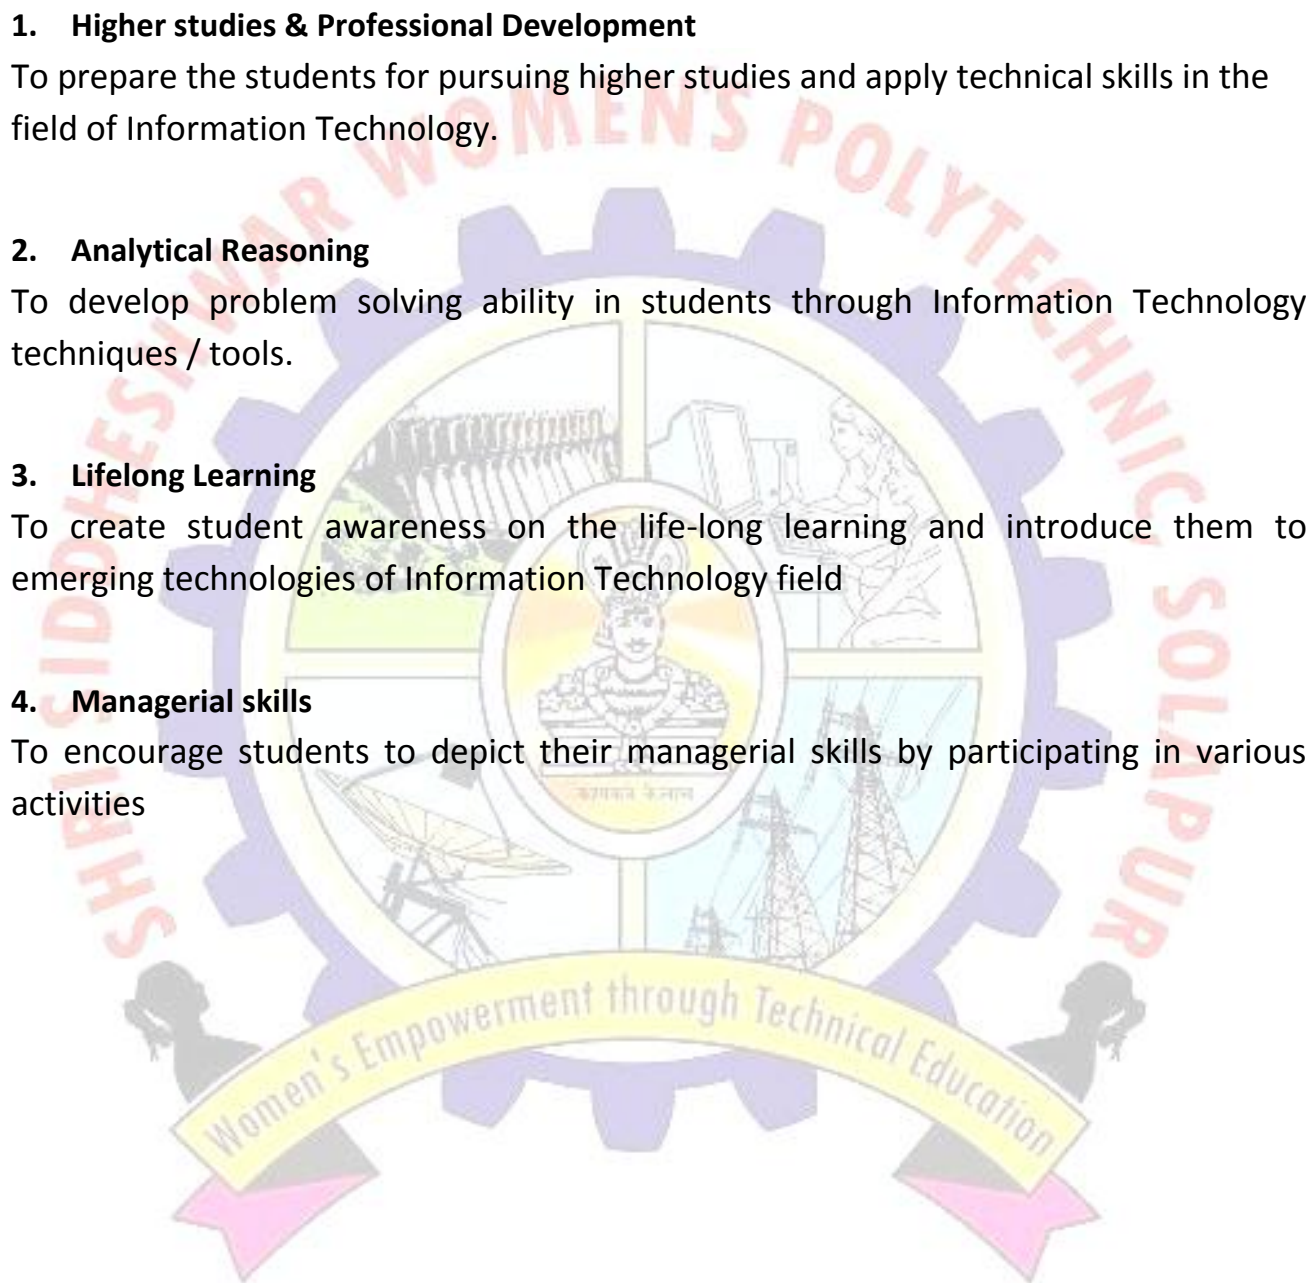 1. Higher studies & Professional Development
To prepare the students for pursuing higher studies and apply technical skills in the
field of Information Technology.
2. Analytical Reasoning
To develop problem solving ability in students through Information Technology
techniques / tools.
3. Lifelong Learning
To create student awareness on the life-long learning and introduce them to
emerging technologies of Information Technology field
4. Managerial skills
To encourage students to depict their managerial skills by participating in various
activities
SHRI SIDDHESHWAR WOMEN'S POLYTECHNIC SOLAPUR
Women's Empowerment through Technical Education